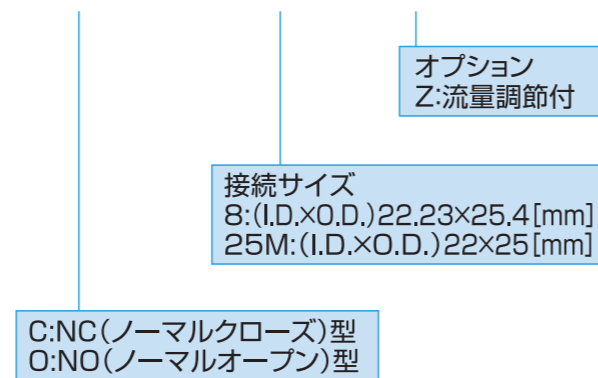 オプション
Z:流量調節付
接続サイズ
8:(I.D.×O.D.)22.23×25.4[mm]
25M:(I.D.×O.D.)22×25[mm]
C:NC(ノーマルクローズ)型
O:NO(ノーマルオープン)型